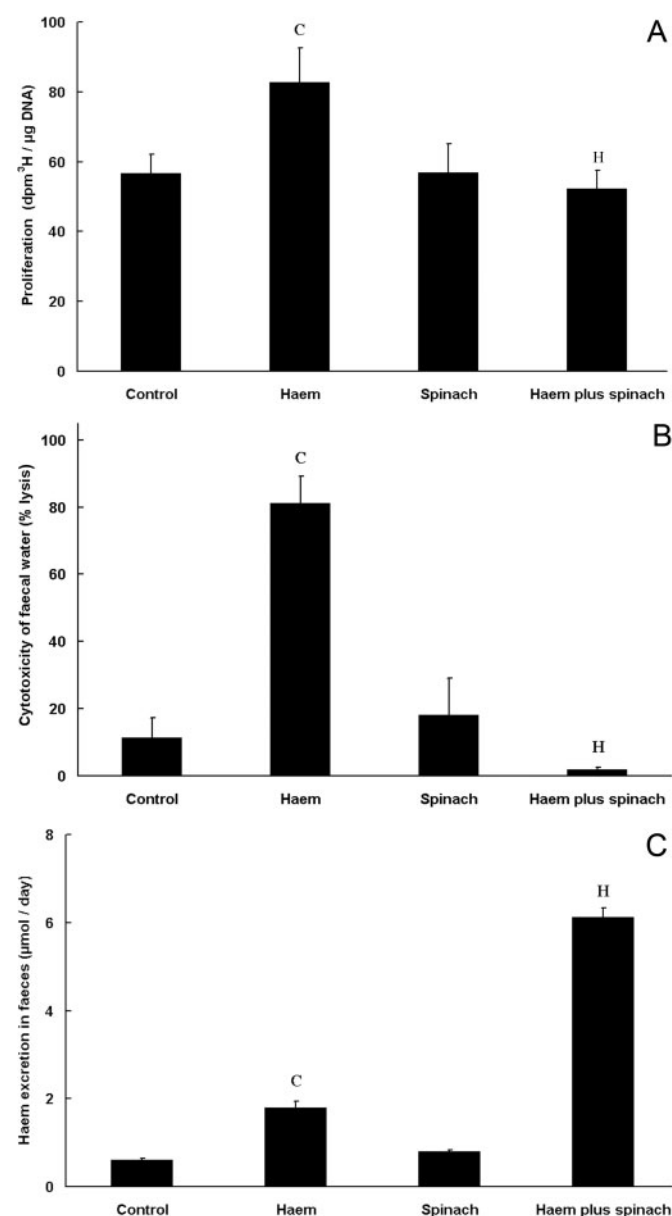 A
C
H
100
80
60
40
20
0
Proliferation (dpm³H / µg DNA)
Control Haem Spinach Haem plus spinach
B
C
H
100
80
60
40
20
0
Cytotoxicity of faecal water (% lysis)
Control Haem Spinach Haem plus spinach
C
H
C
8
6
4
2
0
Haem excretion in faeces (µmol / day)
Control Haem Spinach Haem plus spinach